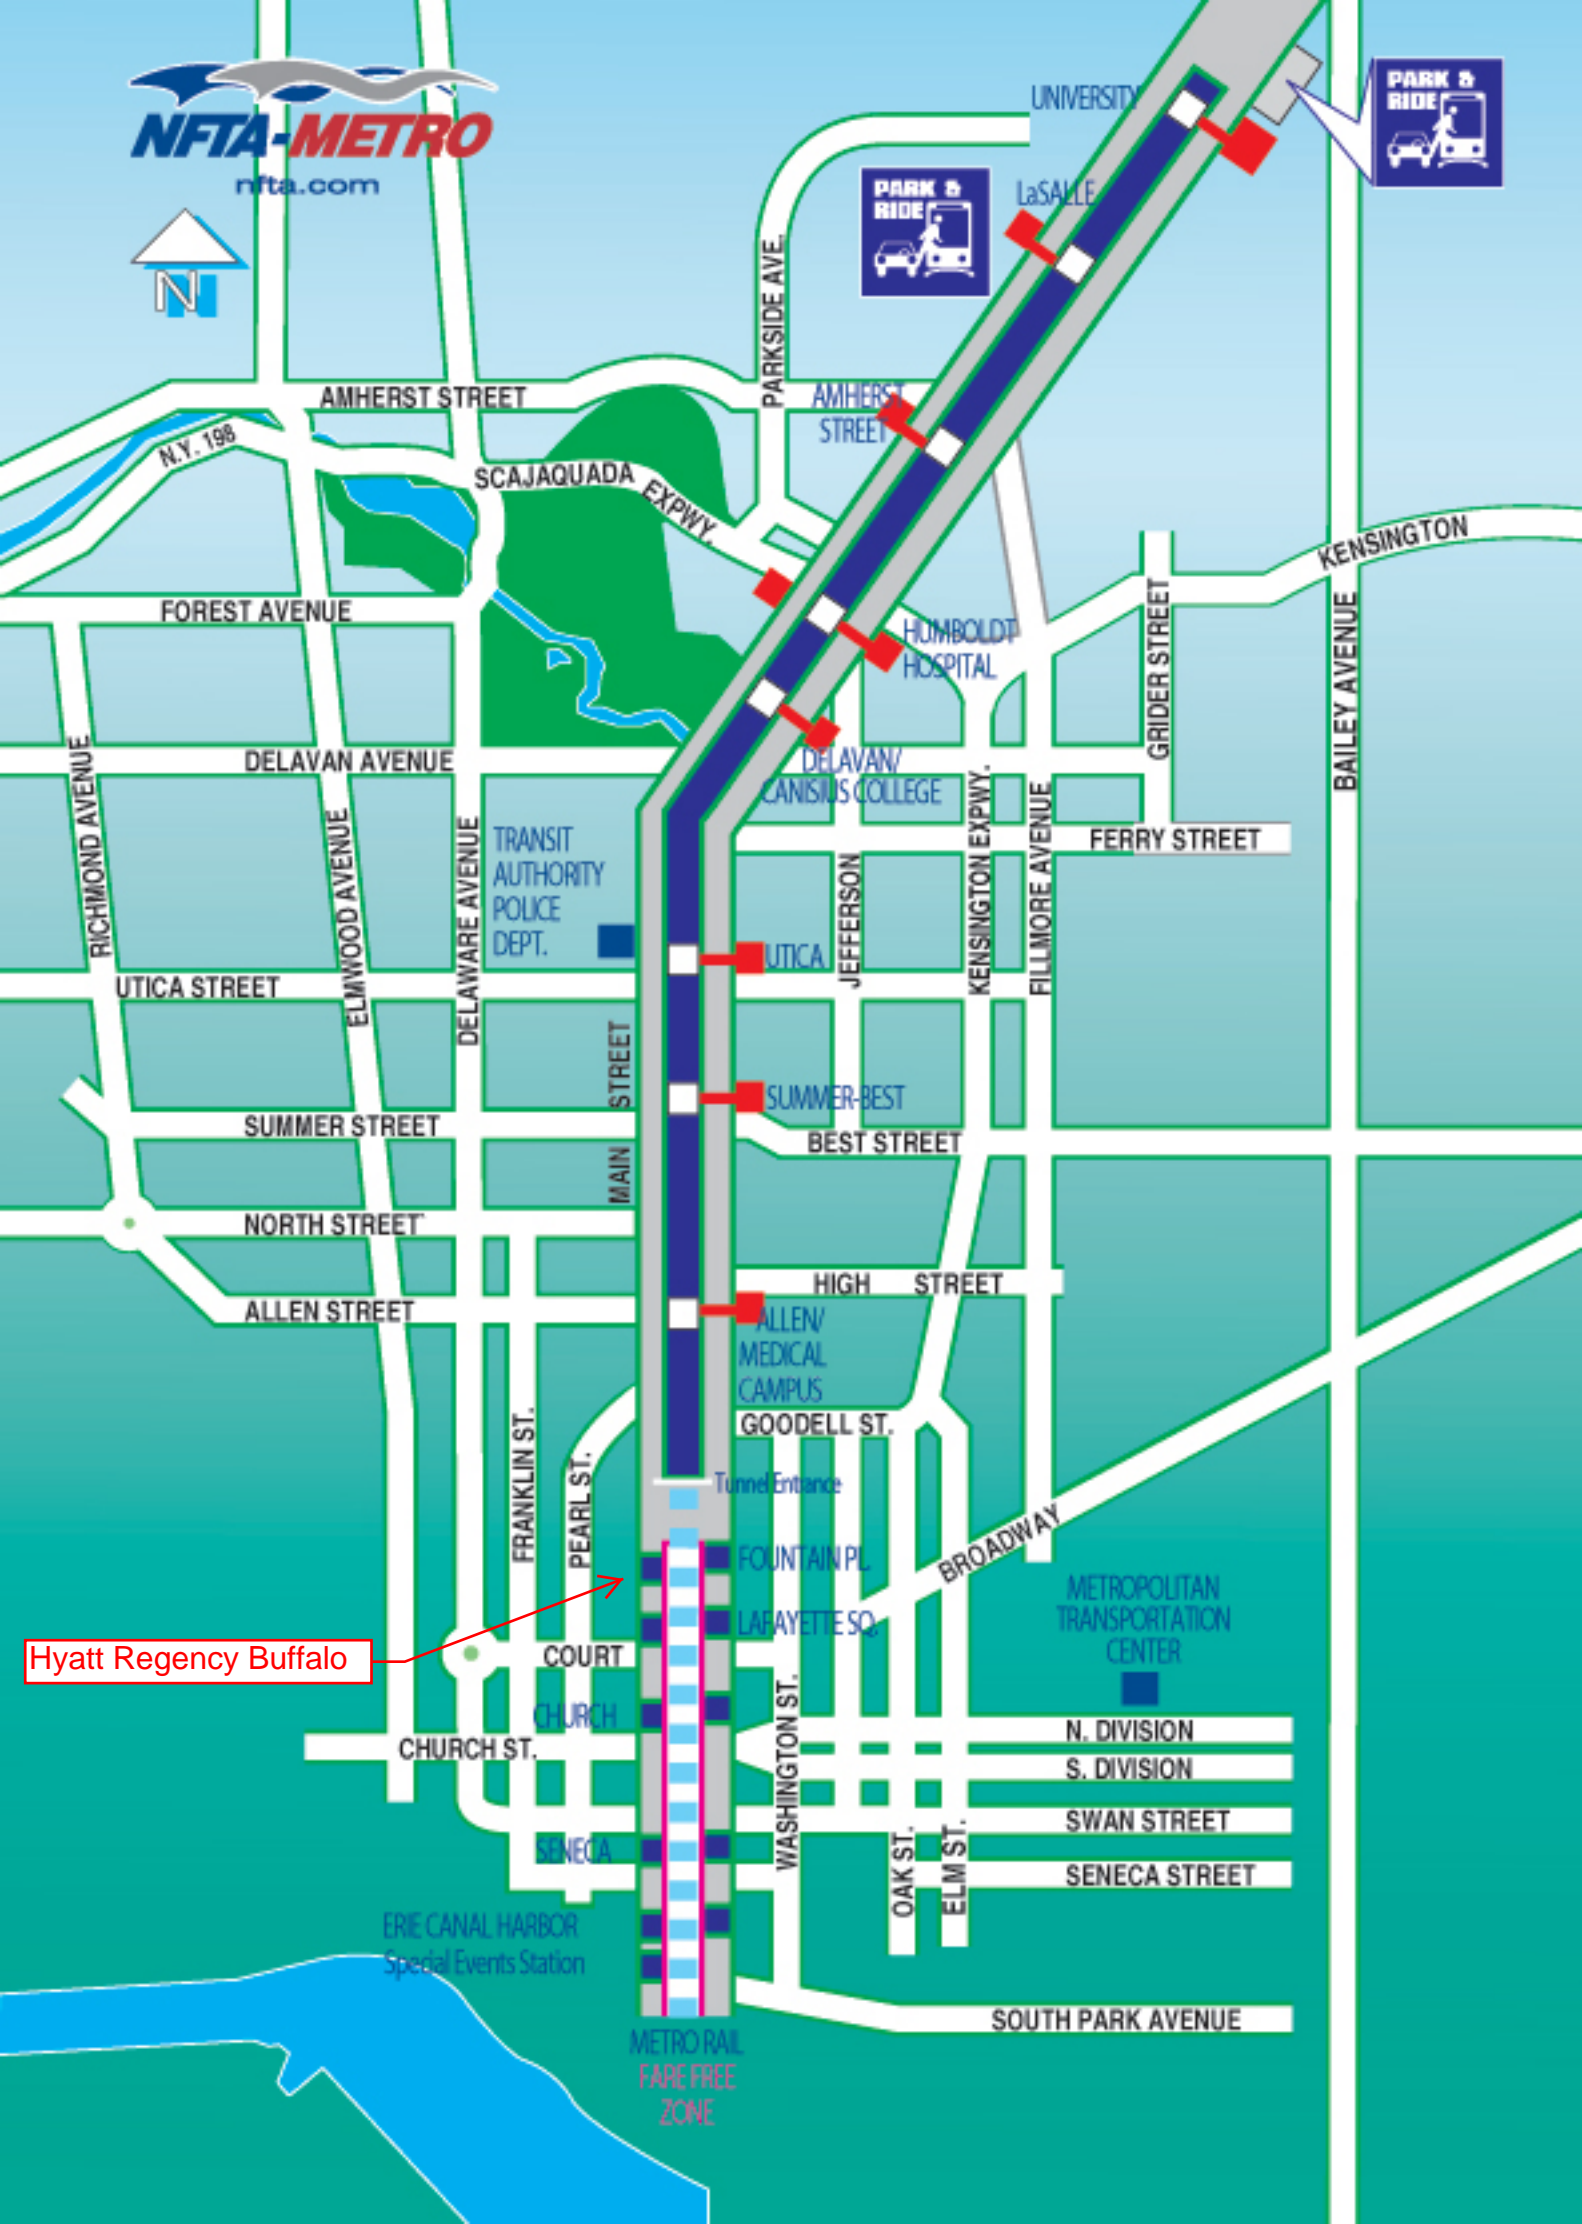 NFTA-METRO
nfta.com
N
UNIVERSITY
PARK &
RIDE
LaSALLE
PARK &
RIDE
PARKSIDE AVE.
AMHERST STREET
AMHERST
STREET
N.Y. 198
SCAJAQUADA EXPWY.
KENSINGTON
FOREST AVENUE
HUMBOLDT
HOSPITAL
GRIDER STREET
BAILEY AVENUE
RICHMOND AVENUE
DELAVAN AVENUE
DELAVAN/
CANISIUS COLLEGE
ELMWOOD AVENUE
DELAWARE AVENUE
TRANSIT
AUTHORITY
POLICE
DEPT.
JEFFERSON
KENSINGTON EXPWY.
FILLMORE AVENUE
FERRY STREET
UTICA
UTICA STREET
MAIN STREET
SUMMER-BEST
SUMMER STREET
BEST STREET
NORTH STREET
HIGH STREET
ALLEN STREET
ALLEN/
MEDICAL
CAMPUS
GOODELL ST.
FRANKLIN ST.
PEARL ST.
Tunnel Entrance
FOUNTAIN PL.
BROADWAY
LAFAYETTE SQ.
METROPOLITAN
TRANSPORTATION
CENTER
Hyatt Regency Buffalo
COURT
CHURCH
CHURCH ST.
WASHINGTON ST.
N. DIVISION
S. DIVISION
SWAN STREET
SENECA
OAK ST.
ELM ST.
SENECA STREET
ERIE CANAL HARBOR
Special Events Station
SOUTH PARK AVENUE
METRO RAIL
FARE FREE
ZONE